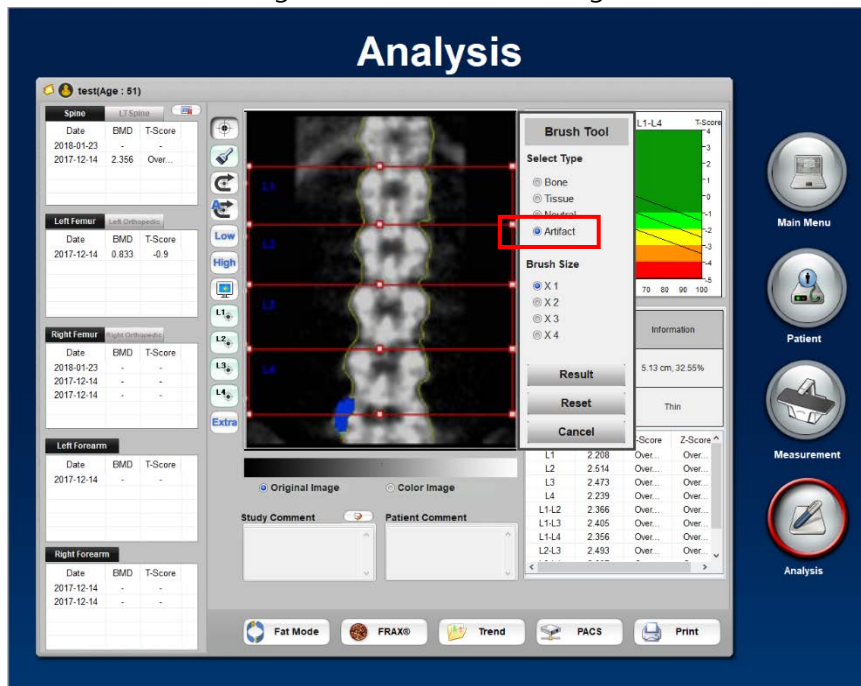 Analysis
test(Age : 51)
Spine LT Spine
Date BMD T-Score
2018-01-23 - -
2017-12-14 2.356 Over...
Left Femur Left Orthopedic
Date BMD T-Score
2017-12-14 0.833 -0.9
Right Femur Right Orthopedic
Date BMD T-Score
2018-01-23 - -
2017-12-14 - -
2017-12-14 - -
Left Forearm
Date BMD T-Score
2017-12-14 - -
Right Forearm
Date BMD T-Score
2017-12-14 - -
2017-12-14 - -
Low
High
L1
L2
L3
L4
Extra
L1
L2
L3
L4
Original Image Color Image
Study Comment Patient Comment
Brush Tool
Select Type
Bone
Tissue
Neutral
Artifact
Brush Size
X 1
X 2
X 3
X 4
Result
Reset
Cancel
L1-L4 T-Score
4
-3
-2
-1
0
-1
-2
-3
-4
-5
70 80 90 100
Information
5.13 cm, 32.55%
Thin
-Score Z-Score
L1 2.208 Over... Over...
L2 2.514 Over... Over...
L3 2.473 Over... Over...
L4 2.239 Over... Over...
L1-L2 2.366 Over... Over...
L1-L3 2.405 Over... Over...
L1-L4 2.356 Over... Over...
L2-L3 2.493 Over... Over...
Fat Mode FRAX® Trend PACS Print
Main Menu
Patient
Measurement
Analysis